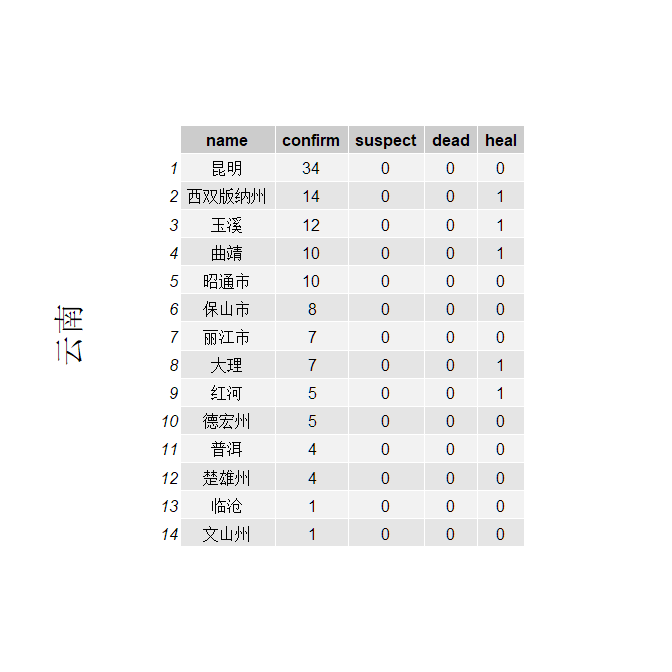 云南
name confirm suspect dead heal
1 昆明 34 0 0 0
2 西双版纳州 14 0 0 1
3 玉溪 12 0 0 1
4 曲靖 10 0 0 1
5 昭通市 10 0 0 0
6 保山市 8 0 0 0
7 丽江市 7 0 0 0
8 大理 7 0 0 1
9 红河 5 0 0 1
10 德宏州 5 0 0 0
11 普洱 4 0 0 0
12 楚雄州 4 0 0 0
13 临沧 1 0 0 0
14 文山州 1 0 0 0